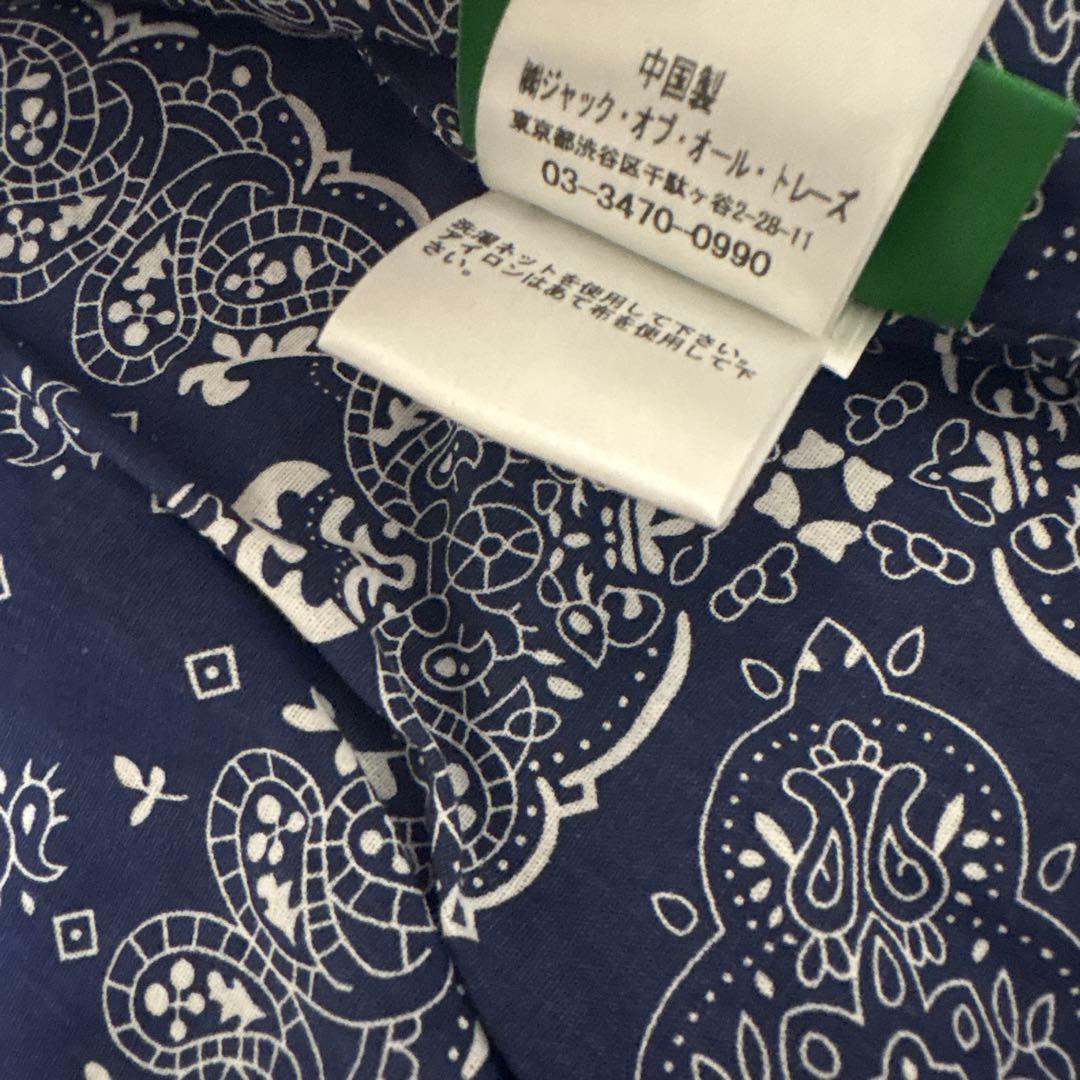 中国製
㈱ジャック・オブ・オール・トレーズ
東京都渋谷区千駄ヶ谷2-28-11
03-3470-0990
洗濯ネットを使用して下さい。
アイロンはあて布を使用して下
さい。